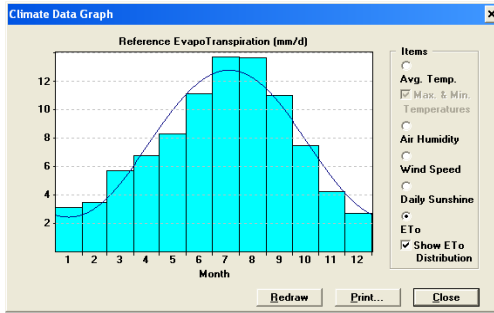 Climate Data Graph
Reference EvapoTranspiration (mm/d)
12
10
8
6
4
2
1 2 3 4 5 6 7 8 9 10 11 12
Month
Items
Avg. Temp.
Max. & Min.
Temperatures
Air Humidity
Wind Speed
Daily Sunshine
ETo
Show ETo
Distribution
Redraw Print... Close